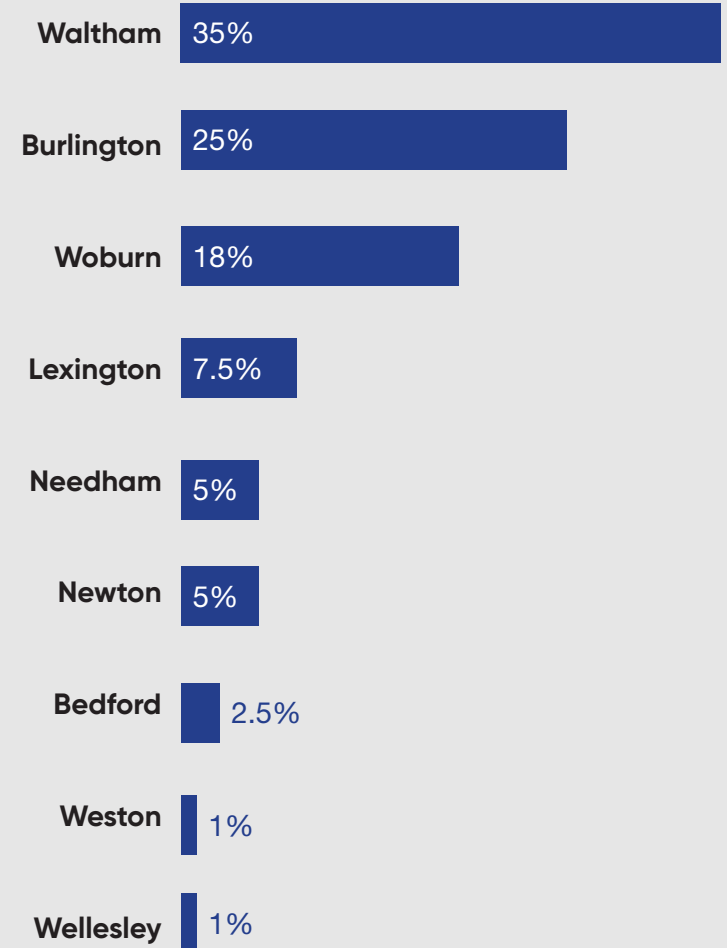 Waltham 35%
Burlington 25%
Woburn 18%
Lexington 7.5%
Needham 5%
Newton 5%
Bedford 2.5%
Weston 1%
Wellesley 1%